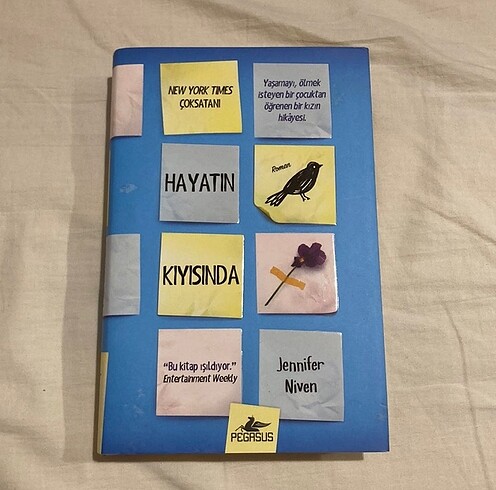 NEW YORK TIMES
ÇOKSATANI
Yaşamayı, ölmek
isteyen bir çocuktan
öğrenen bir kızın
hikâyesi.
HAYATIN
Roman
KIYISINDA
“Bu kitap ışıldıyor.”
Entertainment Weekly
Jennifer
Niven
PEGASUS